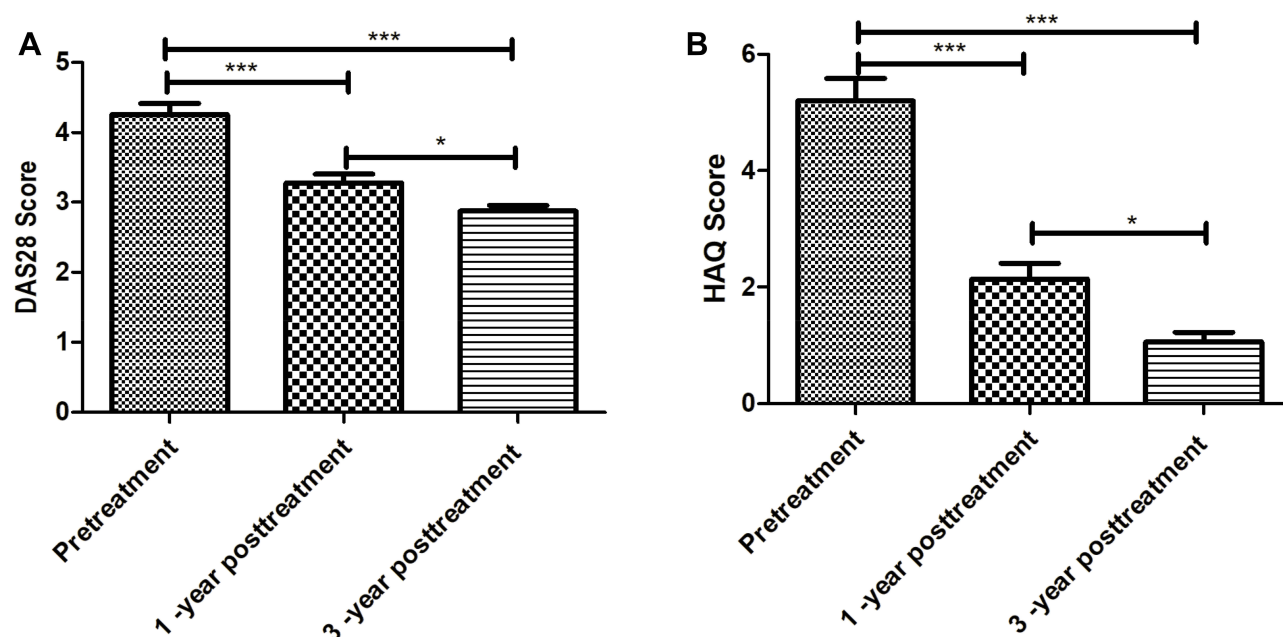 A
***
***
*
DAS28 Score
5
4
3
2
1
0
Pretreatment
1 -year posttreatment
3 -year posttreatment
B
***
***
*
HAQ Score
6
4
2
0
Pretreatment
1 -year posttreatment
3 -year posttreatment